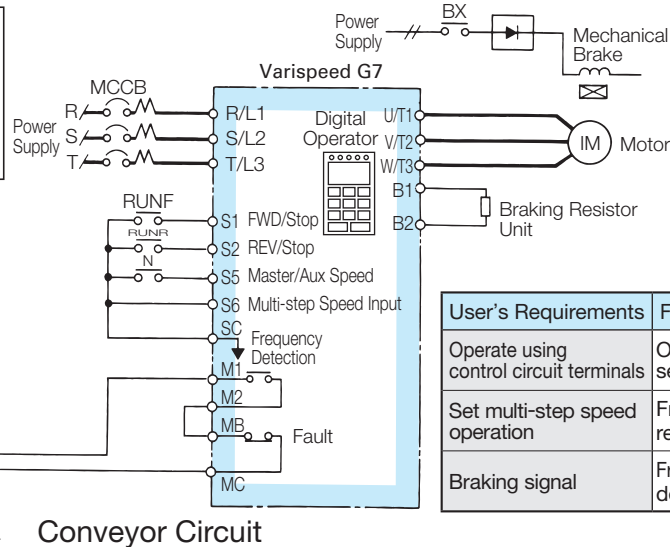 Power
Supply
BX
Mechanical
Brake
Varispeed G7
MCCB
Power
Supply
R
S
T
R/L1
S/L2
T/L3
Digital
Operator
U/T1
V/T2
W/T3
IM
Motor
B1
B2
Braking Resistor
Unit
RUNF
S1 FWD/Stop
RUNR
S2 REV/Stop
N
S5 Master/Aux Speed
S6 Multi-step Speed Input
SC
Frequency
Detection
M1
M2
MB
Fault
MC
User's Requirements
Operate using
control circuit terminals
Set multi-step speed
operation
Braking signal
Conveyor Circuit